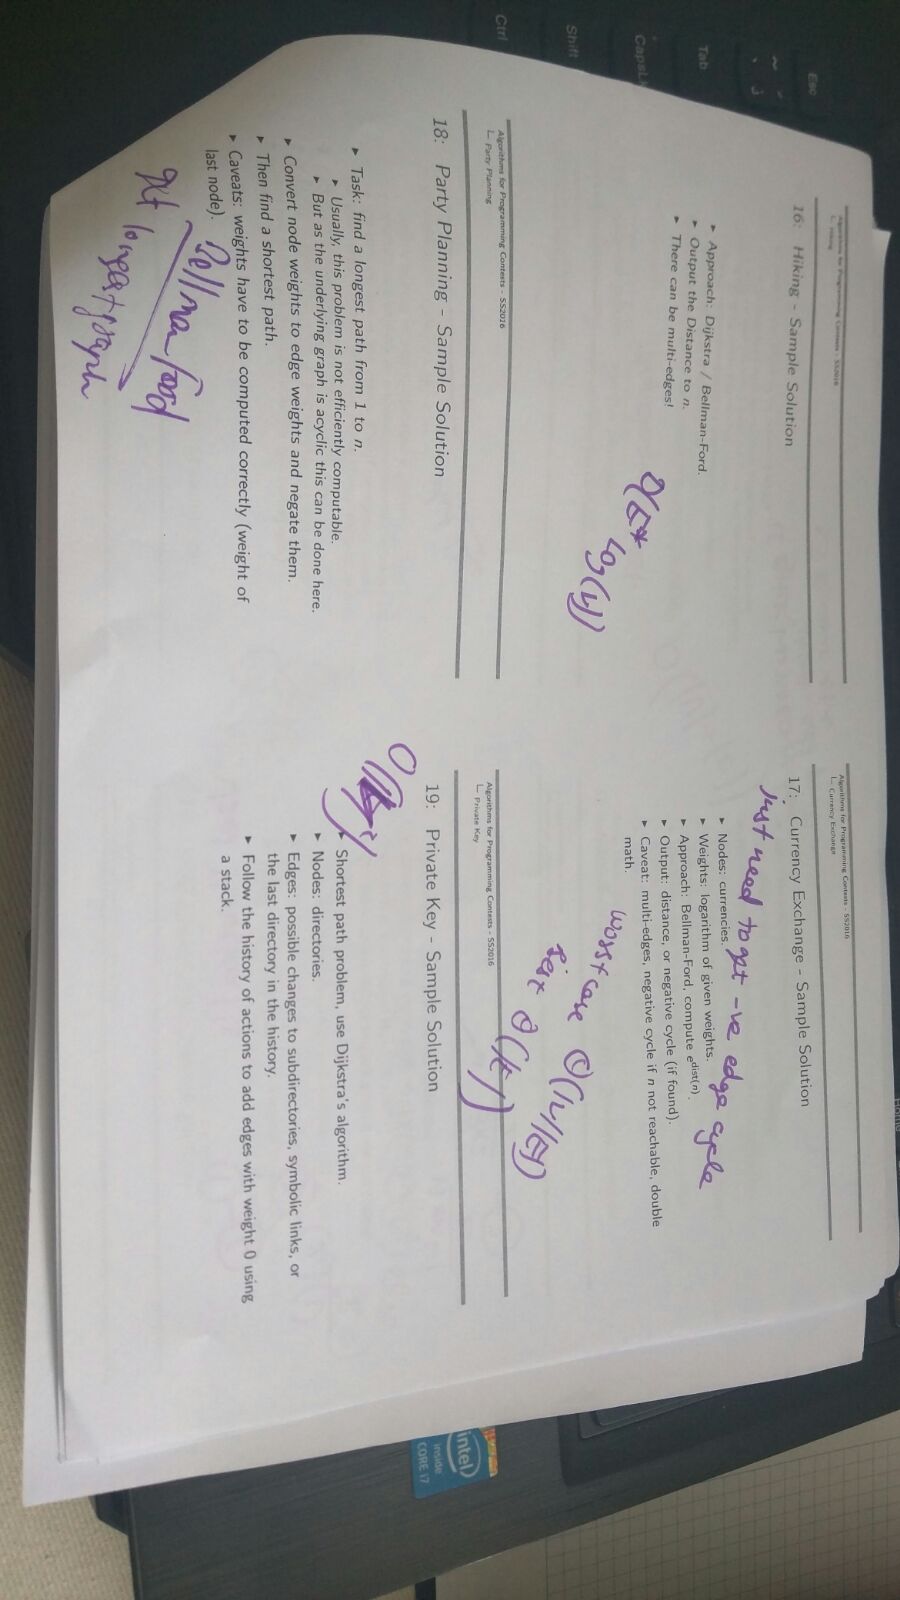 Esc
Tab
Shift
Ctrl
Algorithms for Programming Contests - SS2016
Hiking
16: Hiking - Sample Solution
▸ Approach: Dijkstra / Bellman-Ford.
▸ Output the Distance to n.
▸ There can be multi-edges!
O(E* Log(V))
Algorithms for Programming Contests - SS2016
Currency Exchange
17: Currency Exchange - Sample Solution
just need to get -ve edge cycle
▸ Nodes: currencies.
▸ Weights: logarithm of given weights.
▸ Approach: Bellman-Ford, compute e^dist(n).
▸ Output: distance, or negative cycle (if found).
▸ Caveat: multi-edges, negative cycle if n not reachable, double
math.
worst case Θ(|V||E|)
Best Θ(|E|)
Algorithms for Programming Contests - SS2016
Party Planning
18: Party Planning - Sample Solution
▸ Task: find a longest path from 1 to n.
▸ Usually, this problem is not efficiently computable.
▸ But as the underlying graph is acyclic this can be done here.
▸ Convert node weights to edge weights and negate them.
▸ Then find a shortest path.
▸ Caveats: weights have to be computed correctly (weight of
last node).
Bellman Food
get longest graph
Algorithms for Programming Contests - SS2016
Private Key
19: Private Key - Sample Solution
▸ Shortest path problem, use Dijkstra's algorithm.
▸ Nodes: directories.
▸ Edges: possible changes to subdirectories, symbolic links, or
the last directory in the history.
▸ Follow the history of actions to add edges with weight 0 using
a stack.
intel
inside
CORE i7